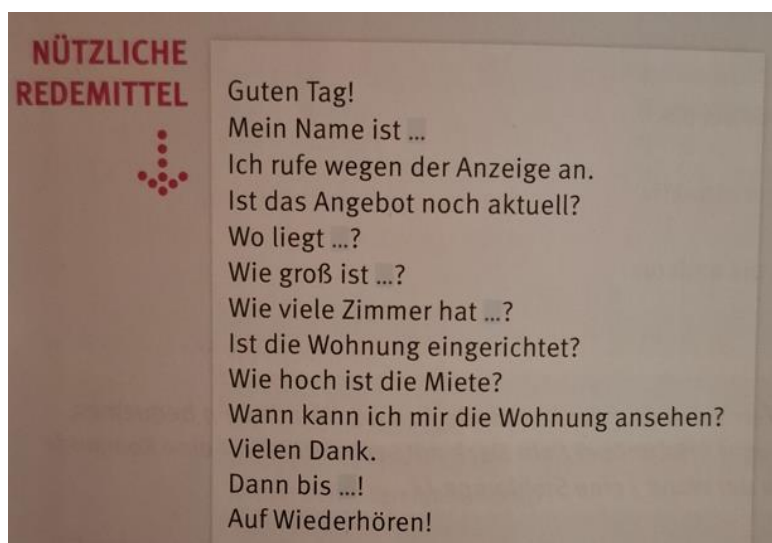 NÜTZLICHE
REDEMITTEL
Guten Tag!
Mein Name ist ...
Ich rufe wegen der Anzeige an.
Ist das Angebot noch aktuell?
Wo liegt ...?
Wie groß ist ...?
Wie viele Zimmer hat ...?
Ist die Wohnung eingerichtet?
Wie hoch ist die Miete?
Wann kann ich mir die Wohnung ansehen?
Vielen Dank.
Dann bis ...!
Auf Wiederhören!